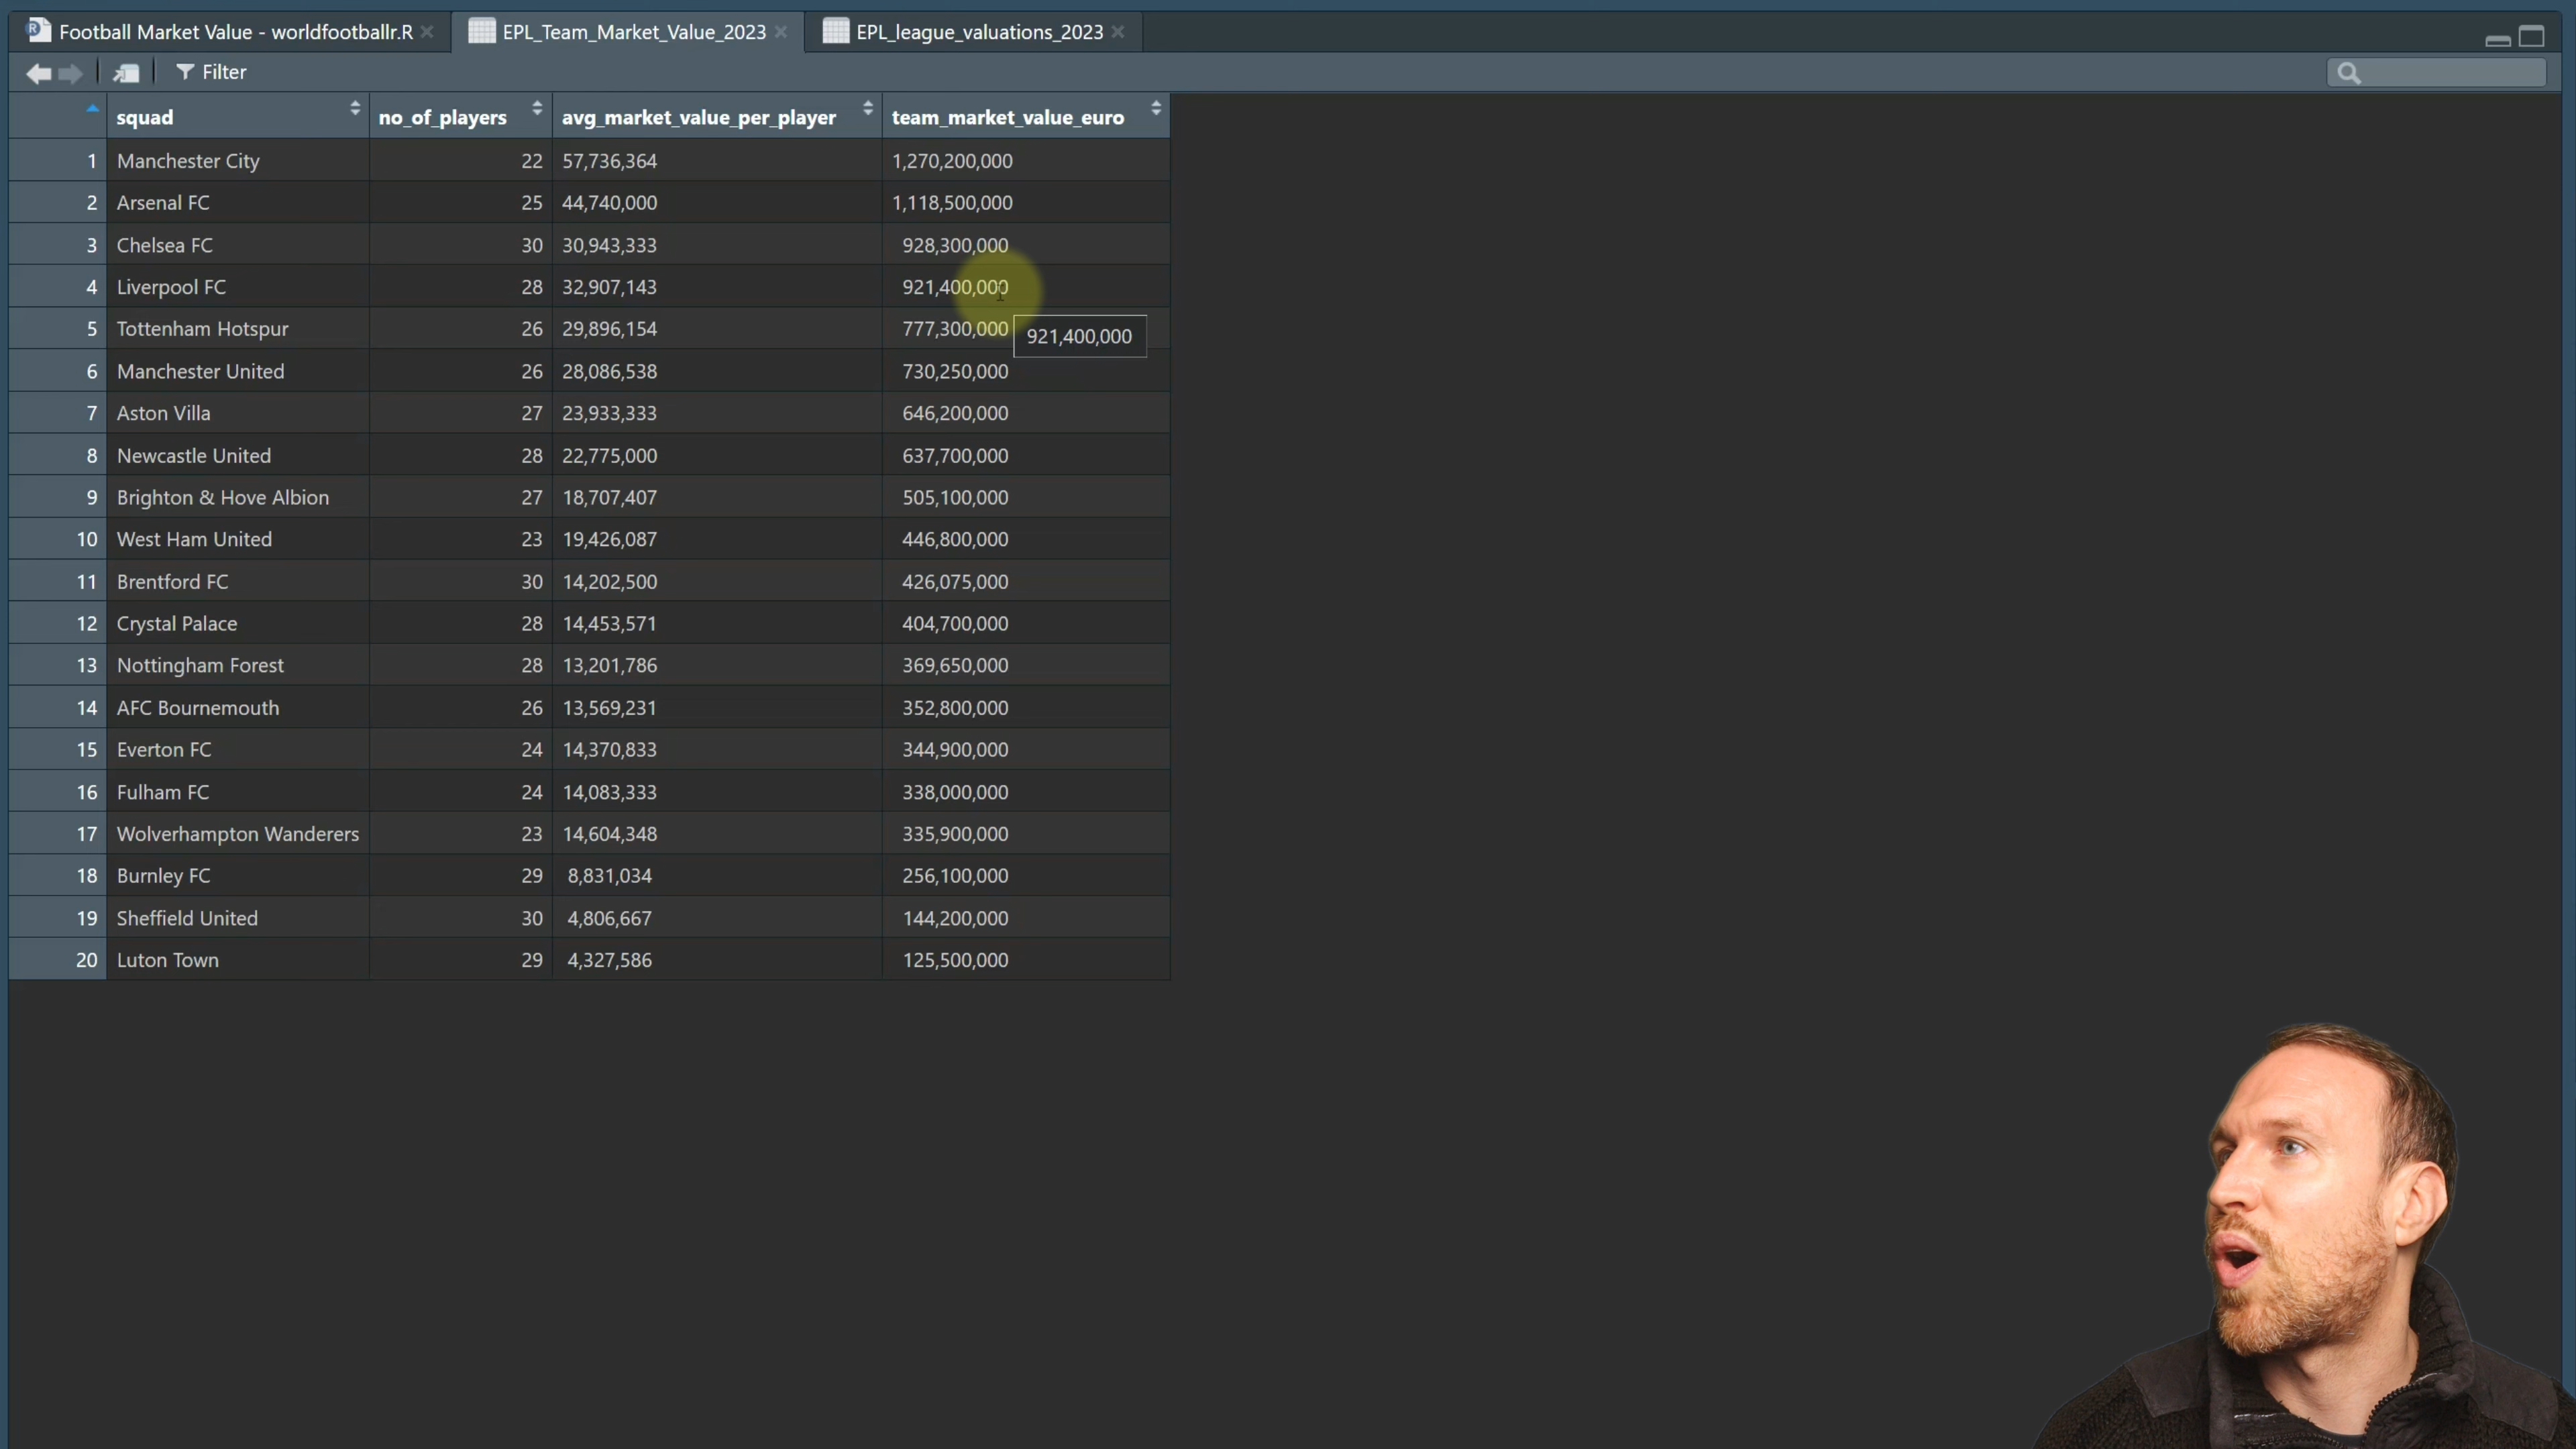 Football Market Value - worldfootballr.R EPL_Team_Market_Value_2023 EPL_league_valuations_2023
Filter
squad no_of_players avg_market_value_per_player team_market_value_euro
1 Manchester City 22 57,736,364 1,270,200,000
2 Arsenal FC 25 44,740,000 1,118,500,000
3 Chelsea FC 30 30,943,333 928,300,000
4 Liverpool FC 28 32,907,143 921,400,000
5 Tottenham Hotspur 26 29,896,154 777,300,000
921,400,000
6 Manchester United 26 28,086,538 730,250,000
7 Aston Villa 27 23,933,333 646,200,000
8 Newcastle United 28 22,775,000 637,700,000
9 Brighton & Hove Albion 27 18,707,407 505,100,000
10 West Ham United 23 19,426,087 446,800,000
11 Brentford FC 30 14,202,500 426,075,000
12 Crystal Palace 28 14,453,571 404,700,000
13 Nottingham Forest 28 13,201,786 369,650,000
14 AFC Bournemouth 26 13,569,231 352,800,000
15 Everton FC 24 14,370,833 344,900,000
16 Fulham FC 24 14,083,333 338,000,000
17 Wolverhampton Wanderers 23 14,604,348 335,900,000
18 Burnley FC 29 8,831,034 256,100,000
19 Sheffield United 30 4,806,667 144,200,000
20 Luton Town 29 4,327,586 125,500,000